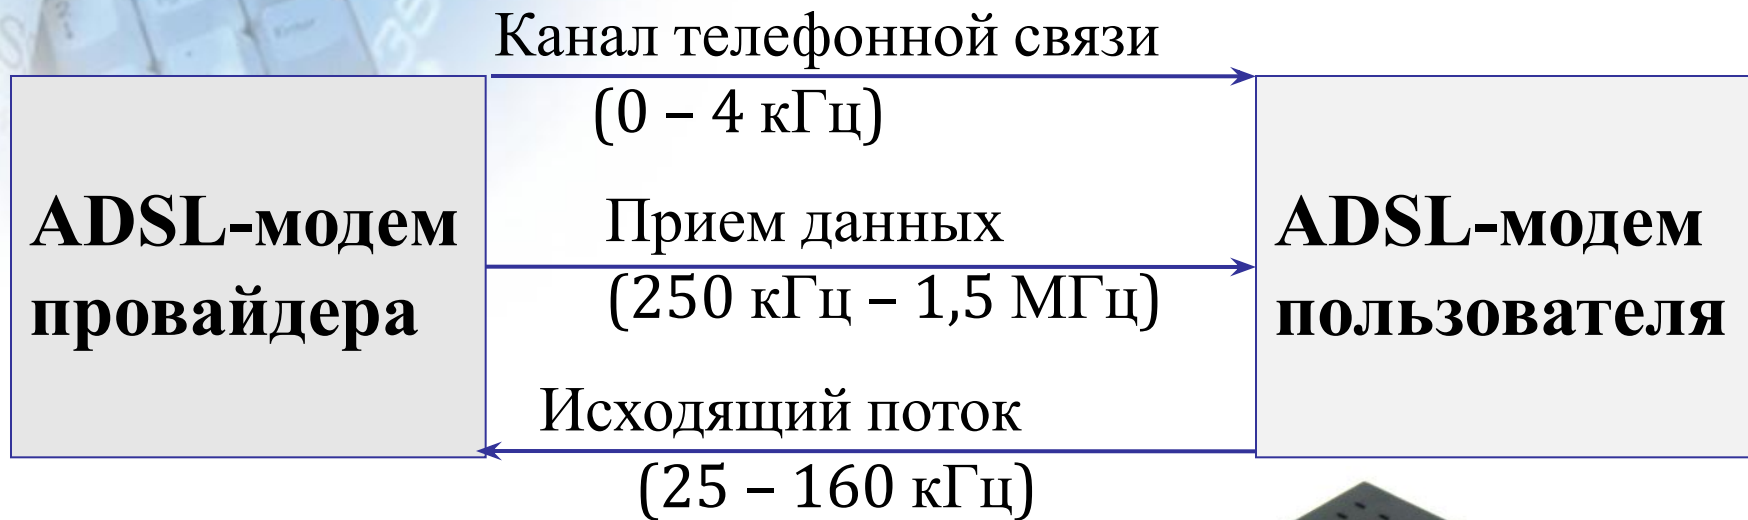 Канал телефонной связи
(0 – 4 кГц)
ADSL-модем
провайдера
Прием данных
(250 кГц – 1,5 МГц)
Исходящий поток
(25 – 160 кГц)
ADSL-модем
пользователя